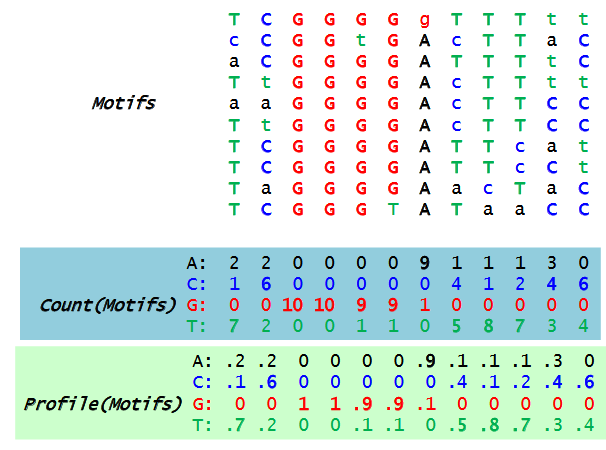 T C G G G G g T T T t t
c C G G t G A c T T a C
a C G G G G A T T T t C
T t G G G G A c T T t t
Motifs
a a G G G G A c T T C C
T t G G G G A c T T C C
T C G G G G A T T c a t
T C G G G G A T T c C t
T a G G G G A a c T a C
T C G G G T A T a a C C
A: 2 2 0 0 0 0 9 1 1 1 3 0
C: 1 6 0 0 0 0 0 4 1 2 4 6
Count(Motifs) G: 0 0 10 10 9 9 1 0 0 0 0 0
T: 7 2 0 0 1 1 0 5 8 7 3 4
A: .2 .2 0 0 0 0 .9 .1 .1 .1 .3 0
C: .1 .6 0 0 0 0 0 .4 .1 .2 .4 .6
Profile(Motifs) G: 0 0 1 1 .9 .9 .1 0 0 0 0 0
T: .7 .2 0 0 .1 .1 0 .5 .8 .7 .3 .4